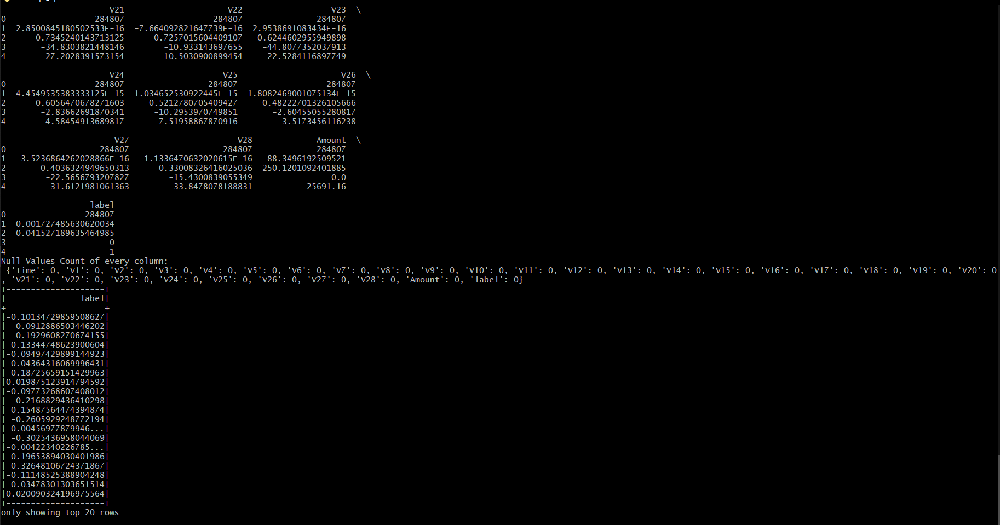 V21 V22 V23 \
0 284807 284807 284807
1 2.8500845180502533E-16 -7.664092821647739E-16 2.9538691083434E-16
2 0.7345240143713125 0.7257015604409107 0.6244602955949898
3 -34.8303821448146 -10.933143697655 -44.8077352037913
4 27.2028391573154 10.5030900899454 22.5284116897749
V24 V25 V26 \
0 284807 284807 284807
1 4.4549535383333125E-15 1.034652530922445E-15 1.8082469001075134E-15
2 0.6056470678271603 0.5212780705409427 0.48222701326105666
3 -2.83662691870341 -10.2953970749851 -2.60455055280817
4 4.58454913689817 7.51958867870916 3.5173456116238
V27 V28 Amount \
0 284807 284807 284807
1 -3.5236864262028866E-16 -1.1336470632020615E-16 88.3496192509521
2 0.4036324949650313 0.33008326416025036 250.1201092401885
3 -22.5656793207827 -15.4300839055349 0.0
4 31.6121981061363 33.8478078188831 25691.16
label
0 284807
1 0.001727485630620034
2 0.041527189635464985
3 0
4 1
Null Values Count of every column:
{'Time': 0, 'V1': 0, 'V2': 0, 'V3': 0, 'V4': 0, 'V5': 0, 'V6': 0, 'V7': 0, 'V8': 0, 'V9': 0, 'V10': 0, 'V11': 0, 'V12': 0, 'V13': 0, 'V14': 0, 'V15': 0, 'V16': 0, 'V17': 0, 'V18': 0, 'V19': 0, 'V20': 0
, 'V21': 0, 'V22': 0, 'V23': 0, 'V24': 0, 'V25': 0, 'V26': 0, 'V27': 0, 'V28': 0, 'Amount': 0, 'label': 0}
+--------------------+
| label|
+--------------------+
|-0.10134729859508627|
| 0.0912886503446202|
| -0.1929608270674155|
| 0.13344748623900604|
|-0.09497429899144923|
|-0.04364316069996431|
|-0.18725659151429963|
|0.019875123914794592|
|-0.09773268607408012|
| -0.2168829436410298|
| 0.15487564474394874|
| -0.2605929248772194|
|-0.00456977879946...|
| -0.3025436958044069|
|-0.00422340226785...|
|-0.19653894030401986|
|-0.32648106724371867|
|-0.11148525388904248|
| 0.03478301303651514|
|0.020090324196975564|
+--------------------+
only showing top 20 rows